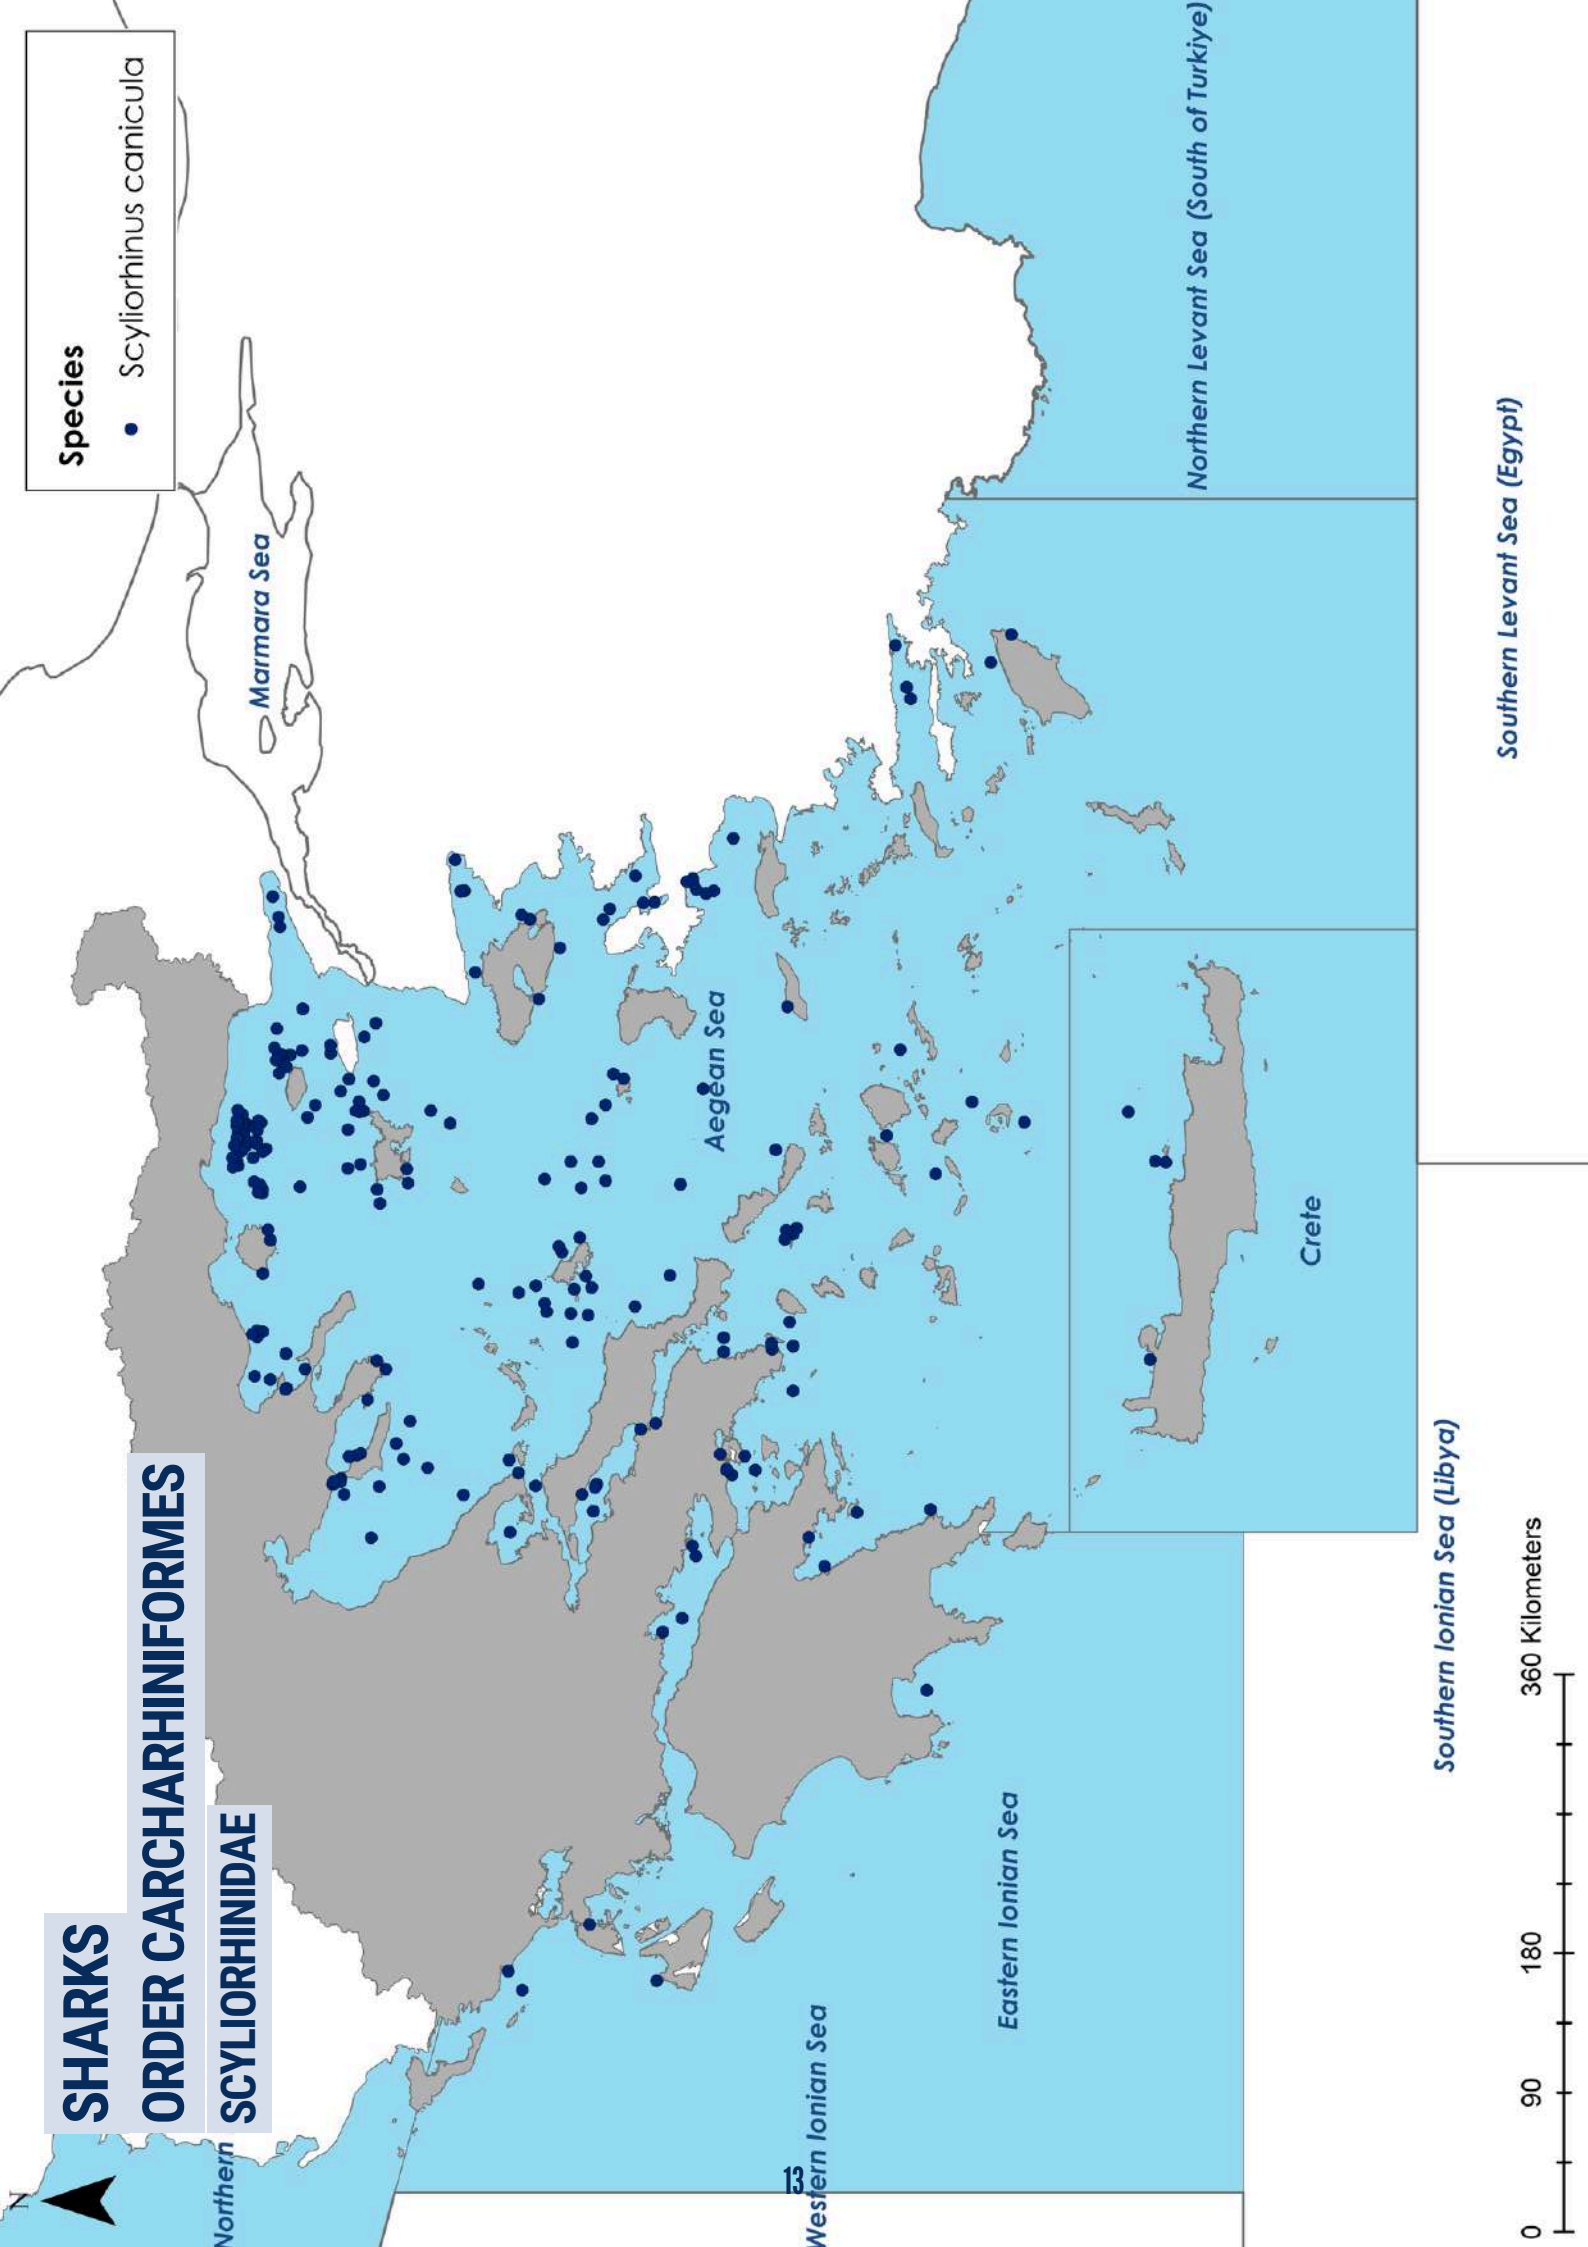 SHARKS
ORDER CARCHARHINIFORMES
SCYLIORHINIDAE
N
Species
Scyliorhinus canicula
Northern
Marmara Sea
Aegean Sea
Western Ionian Sea
Eastern Ionian Sea
Crete
Northern Levant Sea (South of Turkiye)
Southern Ionian Sea (Libya)
Southern Levant Sea (Egypt)
0 90 180 360 Kilometers
13